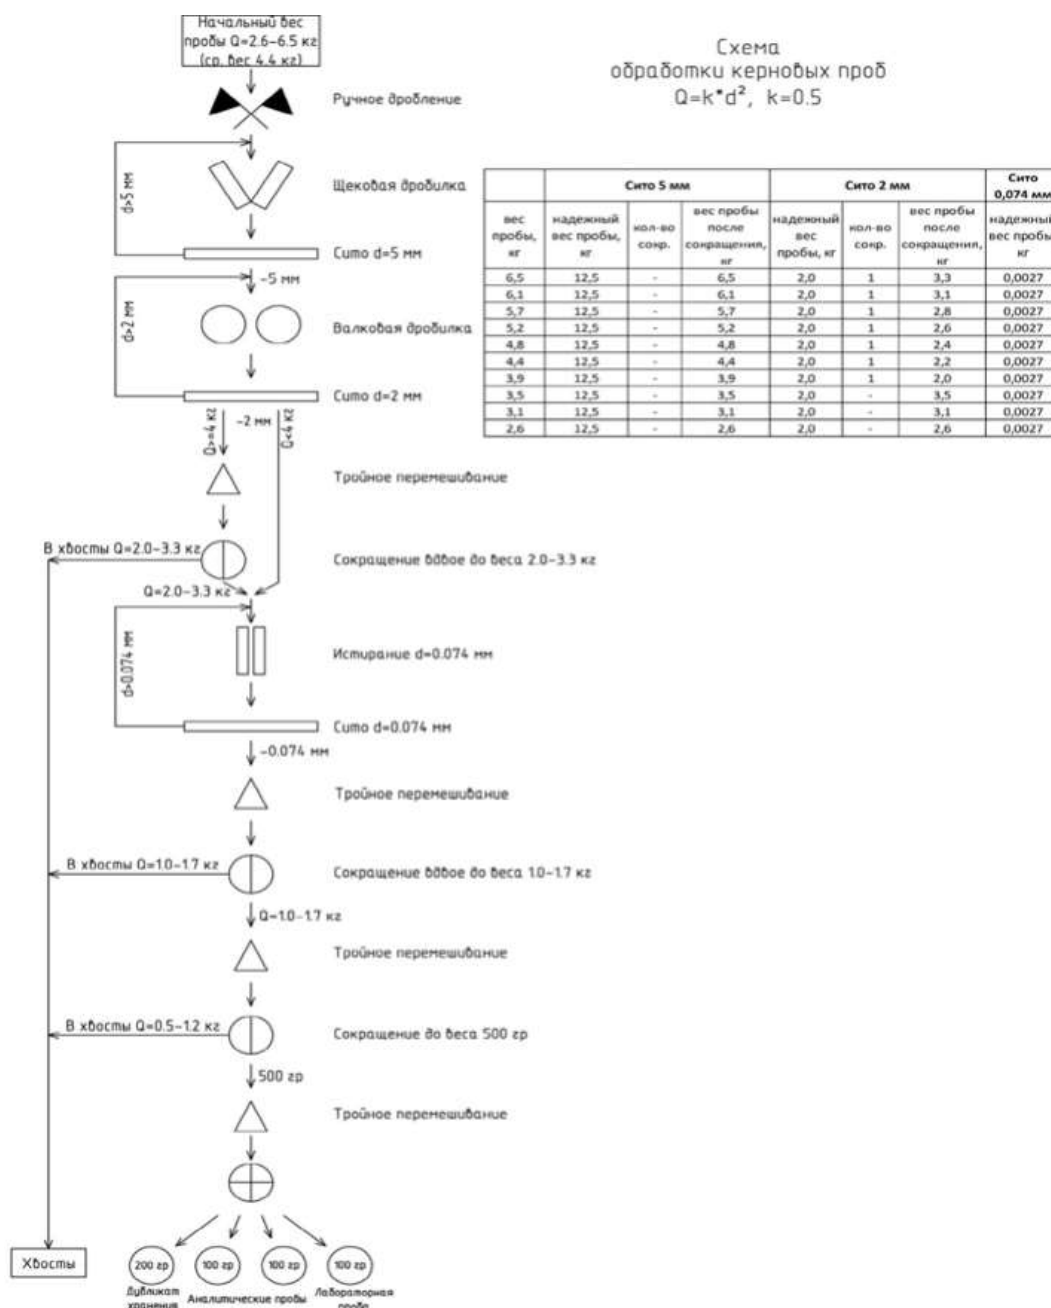 Начальный вес
пробы Q=2.6-6.5 кг
(ср. вес 4.4 кг)
Схема
обработки керновых проб
Q=k*d², k=0.5
Ручное дробление
d>5 мм
Щековая дробилка
Сито d=5 мм
-5 мм
d>2 мм
Валковая дробилка
Сито d=2 мм
Q>=4 кг
-2 мм
Q<4 кг
Сито 5 мм Сито 2 мм Сито 0,074 мм
вес пробы, кг надежный вес пробы, кг кол-во сокр. вес пробы после сокращения, кг надежный вес пробы, кг кол-во сокр. вес пробы после сокращения, кг надежный вес пробы, кг
6,5 12,5 - 6,5 2,0 1 3,3 0,0027
6,1 12,5 - 6,1 2,0 1 3,1 0,0027
5,7 12,5 - 5,7 2,0 1 2,8 0,0027
5,2 12,5 - 5,2 2,0 1 2,6 0,0027
4,8 12,5 - 4,8 2,0 1 2,4 0,0027
4,4 12,5 - 4,4 2,0 1 2,2 0,0027
3,9 12,5 - 3,9 2,0 1 2,0 0,0027
3,5 12,5 - 3,5 2,0 - 3,5 0,0027
3,1 12,5 - 3,1 2,0 - 3,1 0,0027
2,6 12,5 - 2,6 2,0 - 2,6 0,0027
Тройное перемешивание
В хвосты Q=2.0-3.3 кг
Сокращение вдвое до веса 2.0-3.3 кг
Q=2.0-3.3 кг
d>0.074 мм
Истирание d=0.074 мм
Сито d=0.074 мм
-0.074 мм
Тройное перемешивание
В хвосты Q=1.0-1.7 кг
Сокращение вдвое до веса 1.0-1.7 кг
Q=1.0-1.7 кг
Тройное перемешивание
В хвосты Q=0.5-1.2 кг
Сокращение до веса 500 гр
500 гр
Тройное перемешивание
Хвосты
200 гр 100 гр 100 гр 100 гр
Дубликат хранения
Аналитические пробы
Лабораторная проба